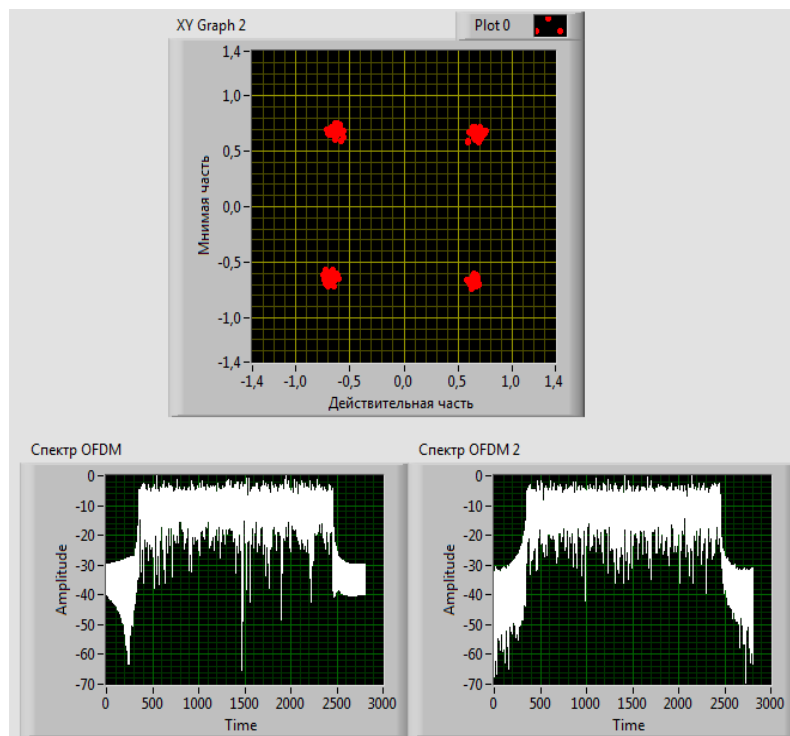 XY Graph 2
Plot 0
Мнимая часть
1,4
1,0
0,5
0,0
-0,5
-1,0
-1,4
-1,4 -1,0 -0,5 0,0 0,5 1,0 1,4
Действительная часть
Спектр OFDM
Amplitude
0
-10
-20
-30
-40
-50
-60
-70
0 500 1000 1500 2000 2500 3000
Time
Спектр OFDM 2
Amplitude
0
-10
-20
-30
-40
-50
-60
-70
0 500 1000 1500 2000 2500 3000
Time